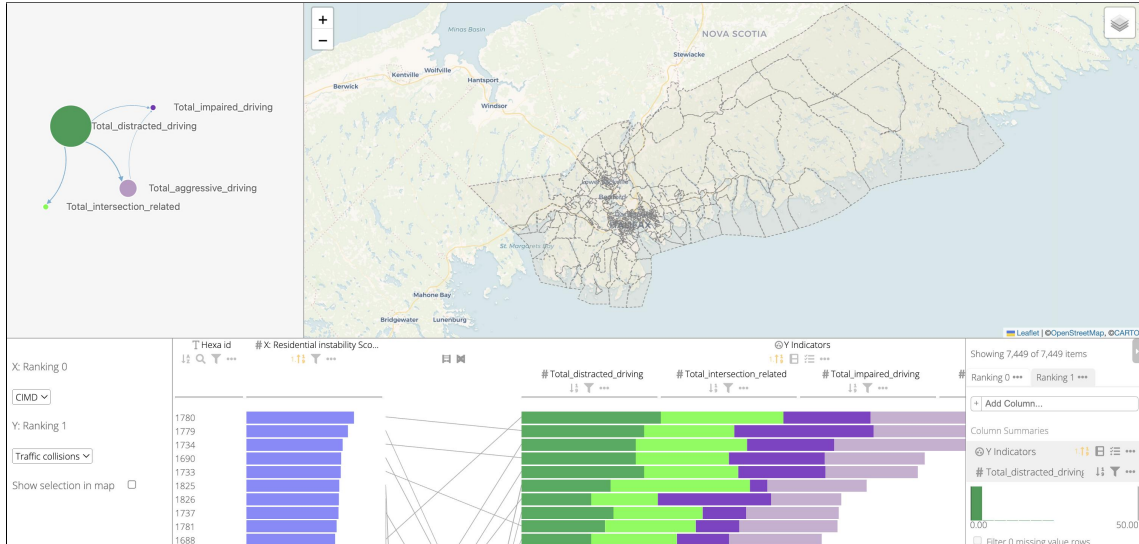 Total_impaired_driving
Total_distracted_driving
Total_aggressive_driving
Total_intersection_related
+
−
Minas Basin
NOVA SCOTIA
Stewiacke
Kentville
Wolfville
Hantsport
Berwick
Windsor
St. Margarets Bay
Mahone Bay
Bridgewater
Lunenburg
Leaflet | ©OpenStreetMap, ©CARTO
X: Ranking 0
CIMD
Y: Ranking 1
Traffic collisions
Show selection in map
Hexa id
# X: Residential instability Sco...
Y Indicators
# Total_distracted_driving
# Total_intersection_related
# Total_impaired_driving
#
1780
1779
1734
1690
1733
1825
1826
1737
1781
1688
Showing 7,449 of 7,449 items
Ranking 0 •••
Ranking 1 •••
+ Add Column...
Column Summaries
Y Indicators
# Total_distracted_driving
0.00
50.00
Filter 0 missing value rows